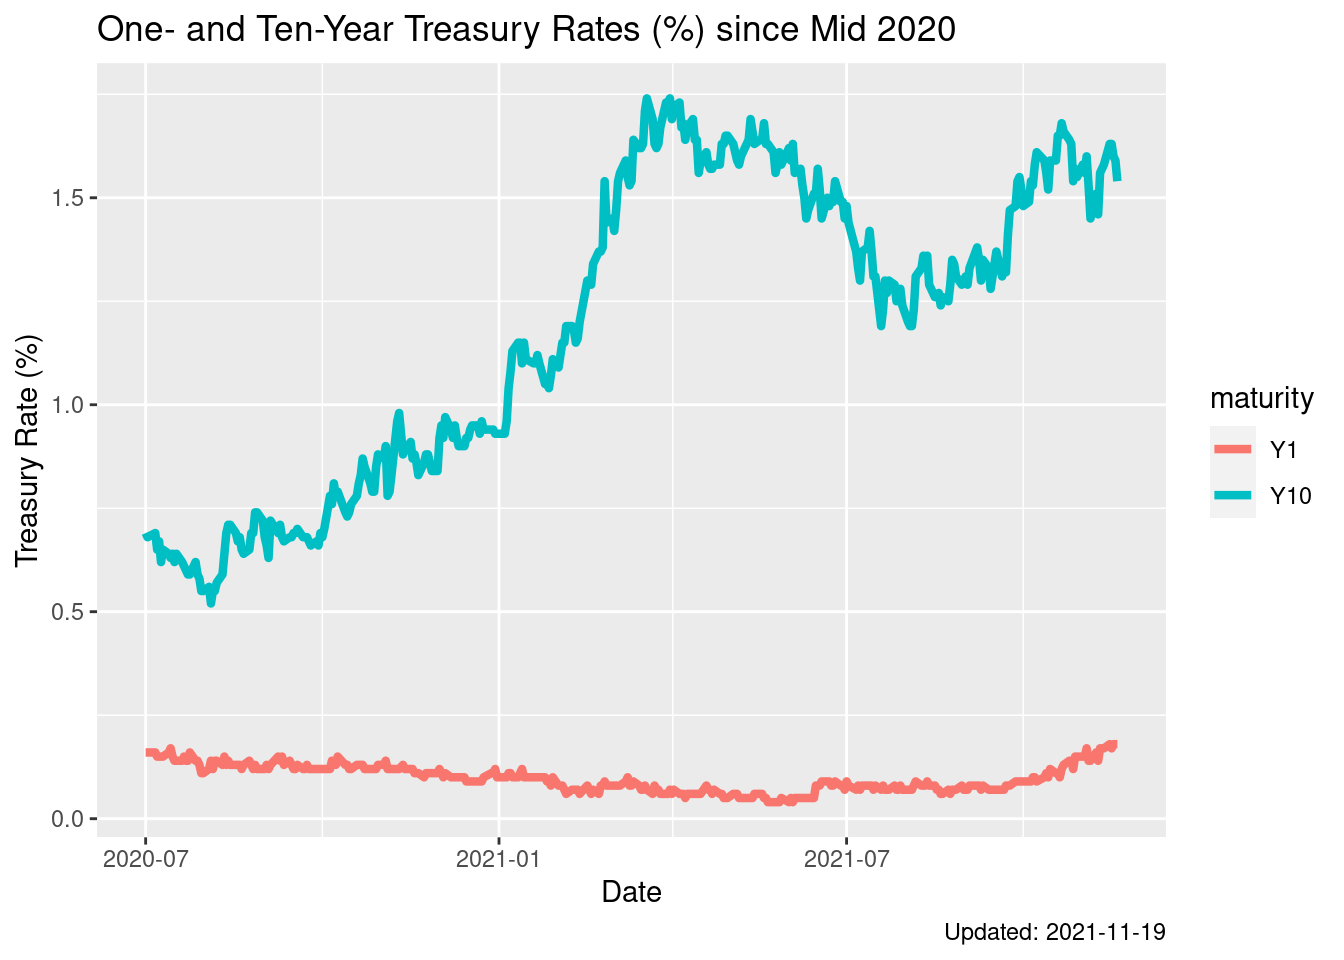 One- and Ten-Year Treasury Rates (%) since Mid 2020
Treasury Rate (%)
1.5
1.0
0.5
0.0
2020-07 2021-01 2021-07
Date
maturity
Y1
Y10
Updated: 2021-11-19